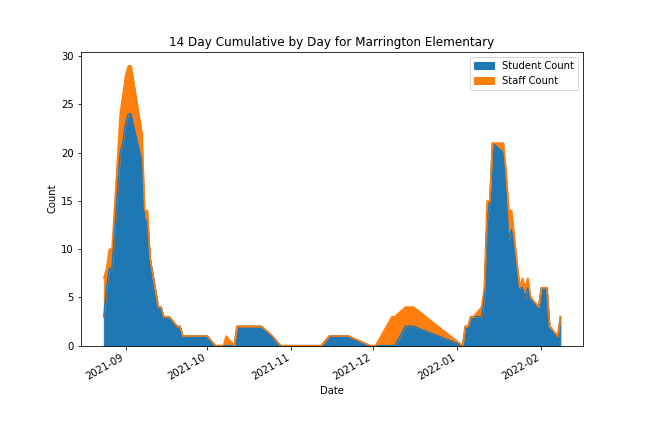 14 Day Cumulative by Day for Marrington Elementary
30
25
20
15
10
5
0
Count
Student Count
Staff Count
2021-09
2021-10
2021-11
2021-12
2022-01
2022-02
Date